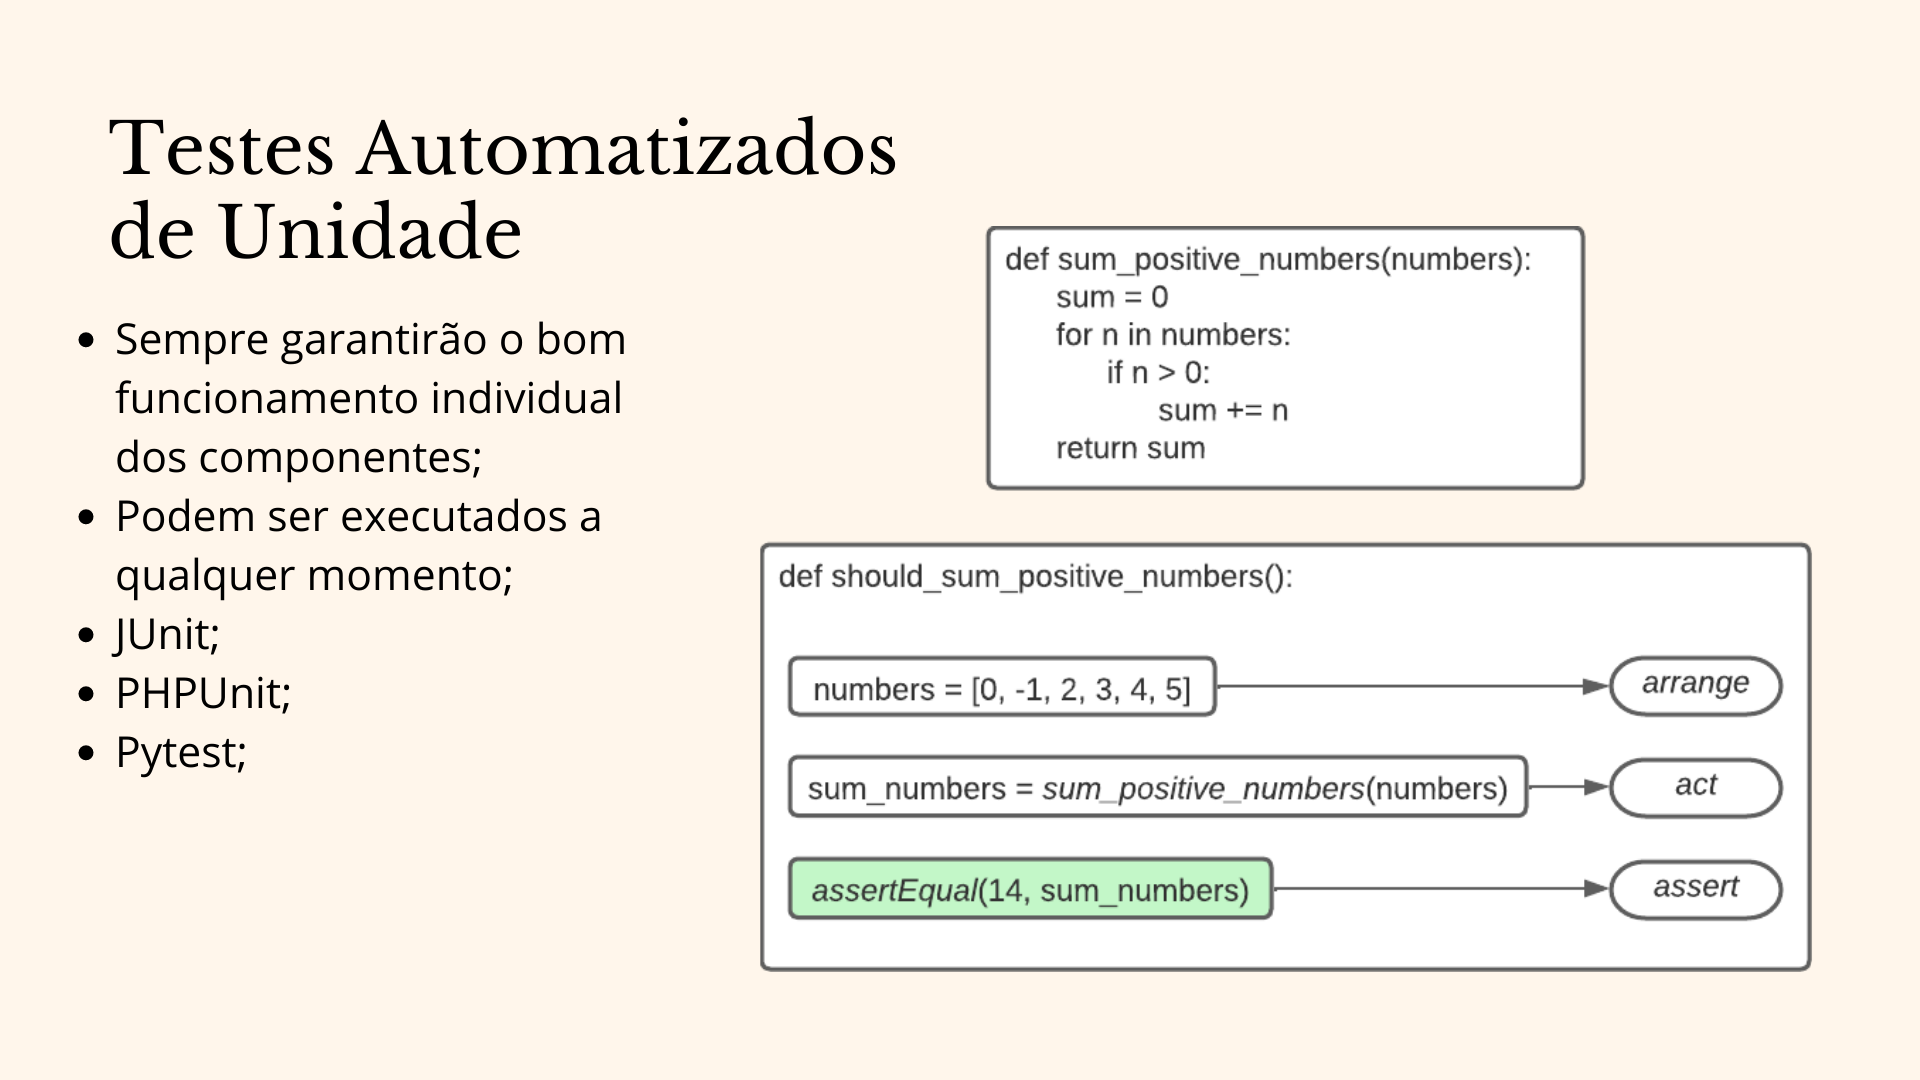 Testes Automatizados
de Unidade
• Sempre garantirão o bom
funcionamento individual
dos componentes;
• Podem ser executados a
qualquer momento;
• JUnit;
• PHPUnit;
• Pytest;
def sum_positive_numbers(numbers):
sum = 0
for n in numbers:
if n > 0:
sum += n
return sum
def should_sum_positive_numbers():
numbers = [0, -1, 2, 3, 4, 5]
arrange
sum_numbers = sum_positive_numbers(numbers)
act
assertEqual(14, sum_numbers)
assert